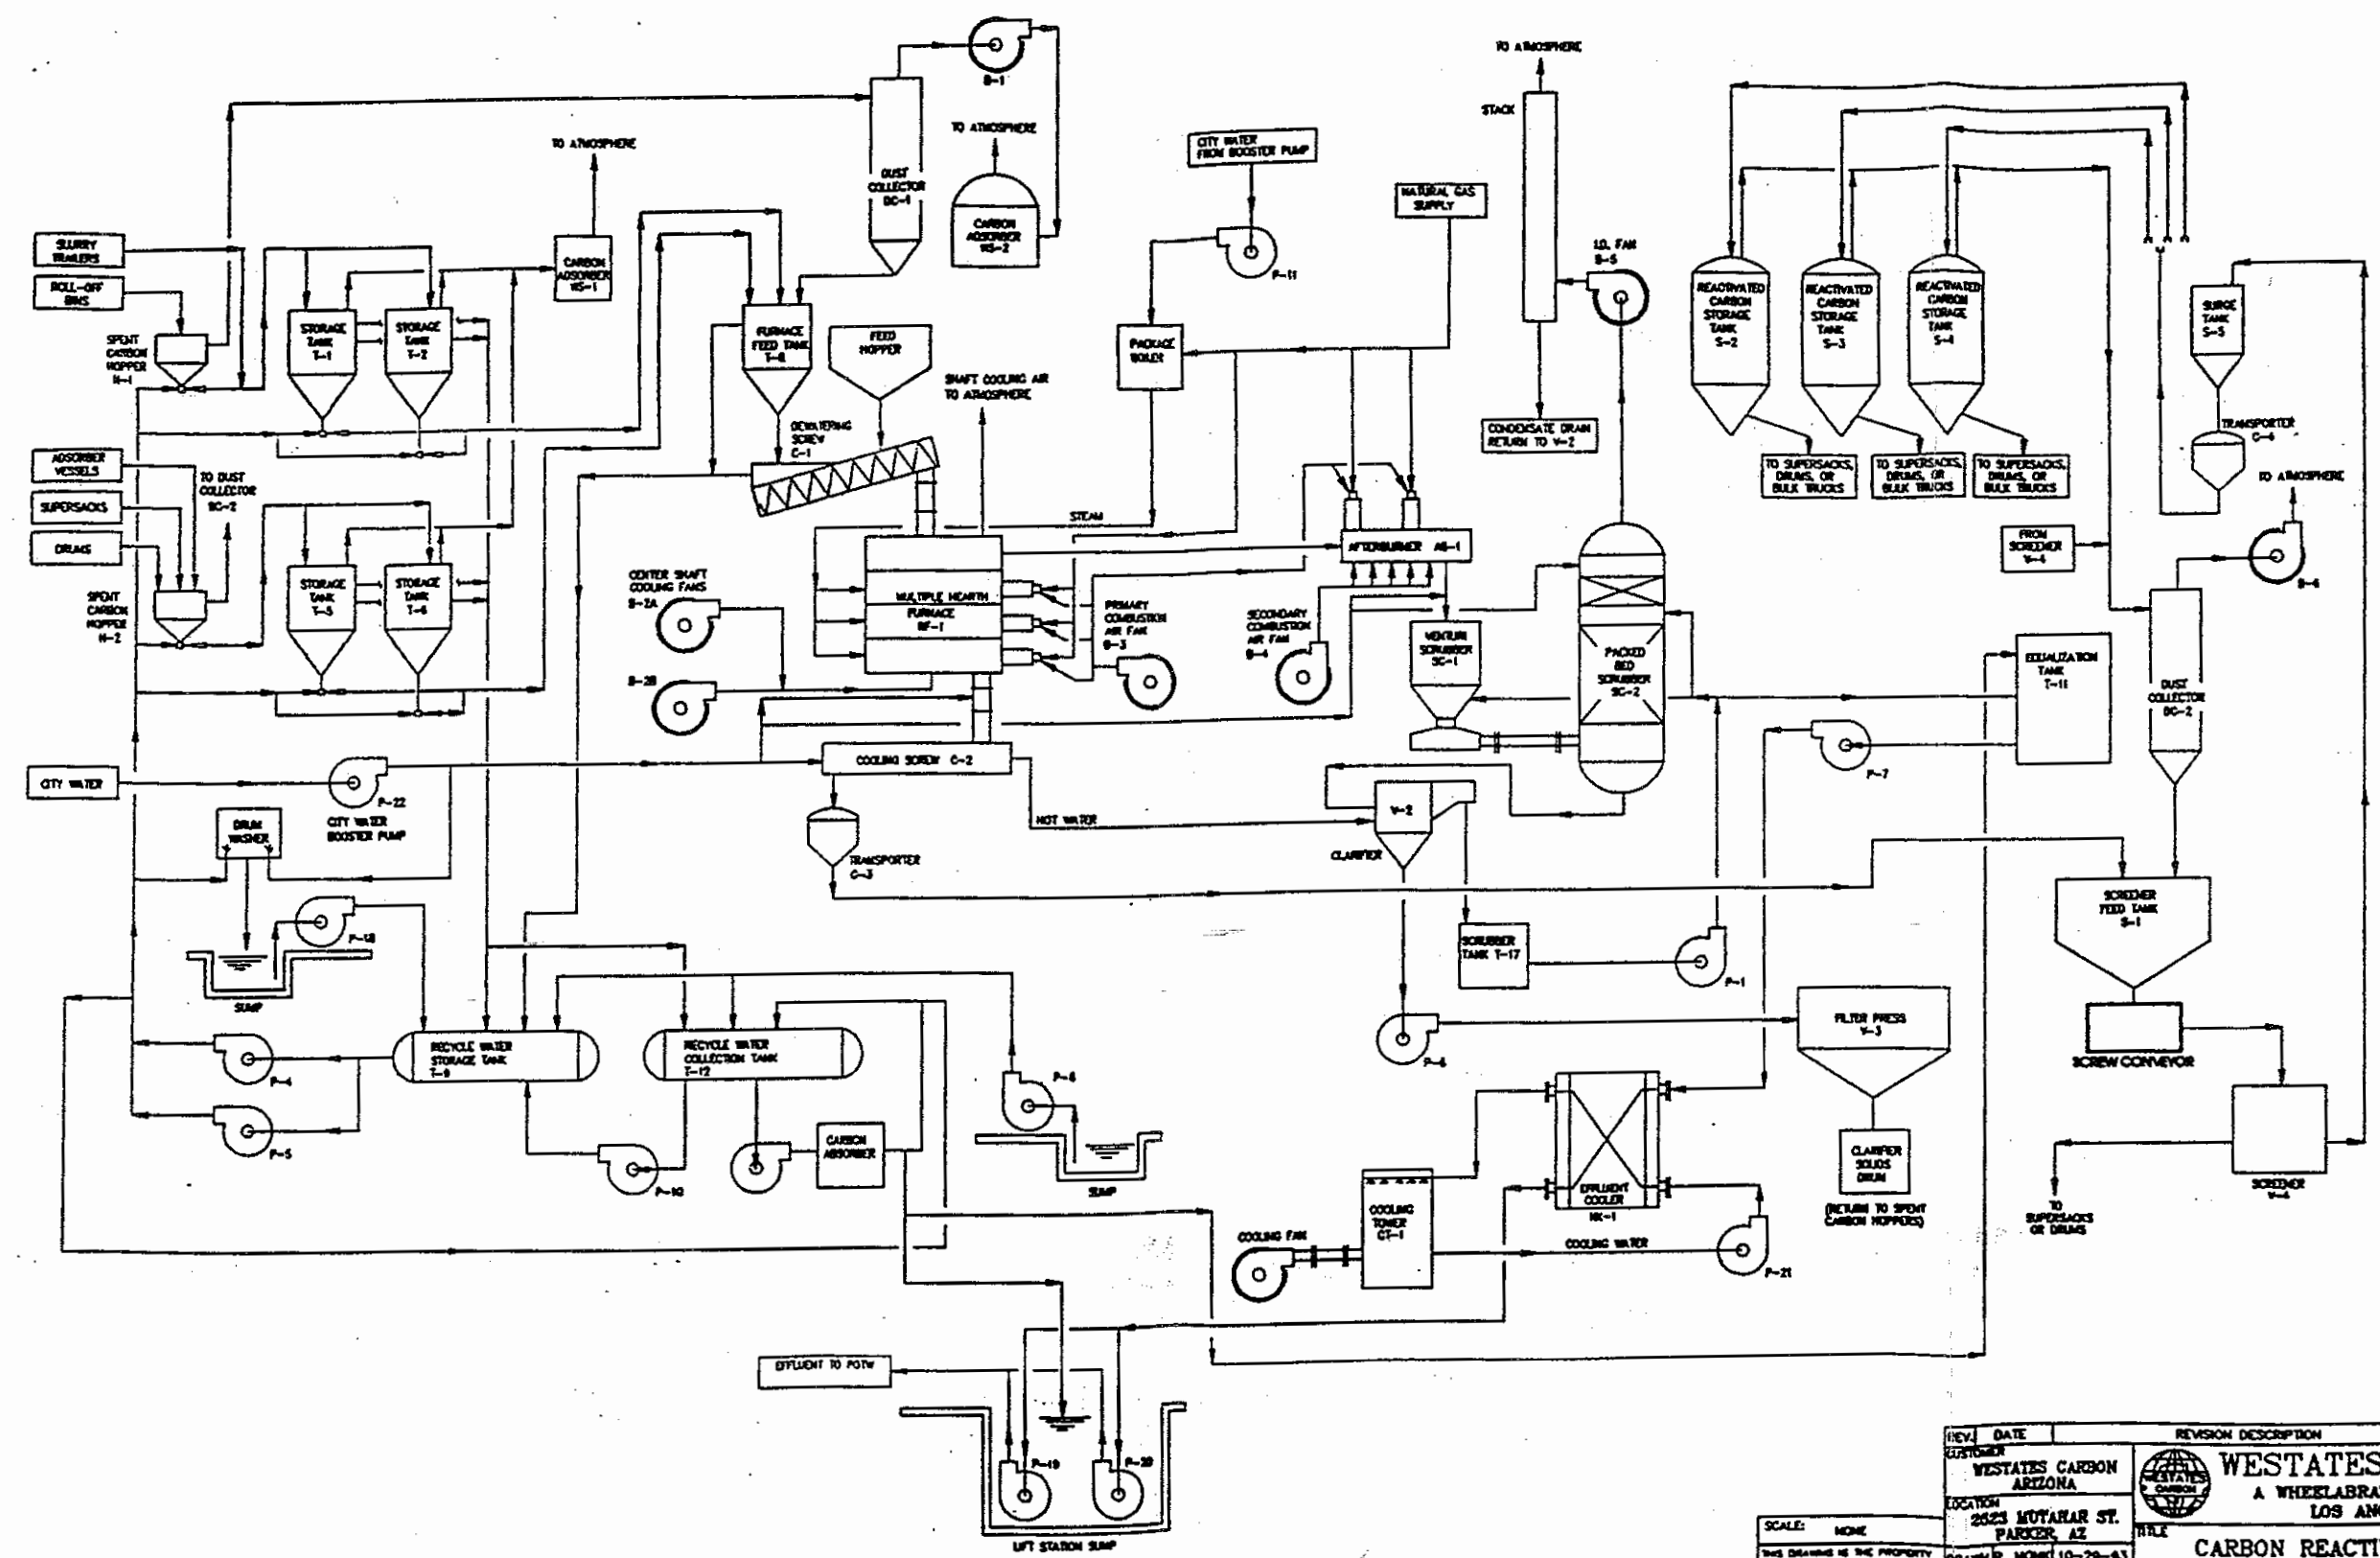 TO ATMOSPHERE
B-1
TO ATMOSPHERE
STACK
TO ATMOSPHERE
DUST
COLLECTOR
DC-1
CARBON
ADSORBER
WS-2
CITY WATER
FROM BOOSTER PUMP
P-11
NATURAL GAS
SUPPLY
I.D. FAN
B-5
SLURRY
TRAILERS
ROLL-OFF
BINS
SPENT
CARBON
HOPPER
H-1
STORAGE
TANK
T-1
STORAGE
TANK
T-2
CARBON
ADSORBER
WS-1
FURNACE
FEED TANK
T-8
FEED
HOPPER
SHAFT COOLING AIR
TO ATMOSPHERE
PACKAGE
BOILER
REACTIVATED
CARBON
STORAGE
TANK
S-2
REACTIVATED
CARBON
STORAGE
TANK
S-3
REACTIVATED
CARBON
STORAGE
TANK
S-4
SURGE
TANK
S-5
TRANSPORTER
C-4
CONDENSATE DRAIN
RETURN TO V-2
TO SUPERSACKS,
DRUMS, OR
BULK TRUCKS
TO SUPERSACKS,
DRUMS, OR
BULK TRUCKS
TO SUPERSACKS,
DRUMS, OR
BULK TRUCKS
TO ATMOSPHERE
B-6
DEWATERING
SCREW
C-1
ADSORBER
VESSELS
SUPERSACKS
DRUMS
TO DUST
COLLECTOR
DC-2
SPENT
CARBON
HOPPER
H-2
STORAGE
TANK
T-5
STORAGE
TANK
T-6
CENTER SHAFT
COOLING FANS
B-2A
B-2B
STEAM
MULTIPLE HEARTH
FURNACE
RF-1
PRIMARY
COMBUSTION
AIR FAN
B-3
SECONDARY
COMBUSTION
AIR FAN
B-4
AFTERBURNER AB-1
VENTURI
SCRUBBER
SC-1
PACKED
BED
SCRUBBER
SC-2
FROM
SCREENER
V-4
EQUALIZATION
TANK
T-11
DUST
COLLECTOR
DC-2
P-7
CITY WATER
P-22
CITY WATER
BOOSTER PUMP
COOLING SCREW C-2
HOT WATER
V-2
CLARIFIER
TRANSPORTER
C-3
DRUM
WASHER
P-18
SUMP
SCRUBBER
TANK T-17
P-1
SCREENER
FEED TANK
S-1
SCREW CONVEYOR
P-4
P-5
RECYCLE WATER
STORAGE TANK
T-9
RECYCLE WATER
COLLECTION TANK
T-12
P-10
CARBON
ABSORBER
SUMP
FILTER PRESS
V-3
CLARIFIER
SOLIDS
DRUM
(RETURN TO SPENT
CARBON HOPPERS)
EFFLUENT
COOLER
HX-1
COOLING
TOWER
CT-1
COOLING FAN
COOLING WATER
P-21
SCREENER
V-4
TO
SUPERSACKS
OR DRUMS
EFFLUENT TO POTW
P-19
P-20
LIFT STATION SUMP
REV. DATE REVISION DESCRIPTION
CUSTOMER
WESTATES CARBON
ARIZONA
LOCATION
2523 MUTAHAR ST.
PARKER, AZ
SCALE: NONE
THIS DRAWING IS THE PROPERTY
WESTATES
CARBON
WESTATES
LOS AN
TITLE
CARBON REACTI